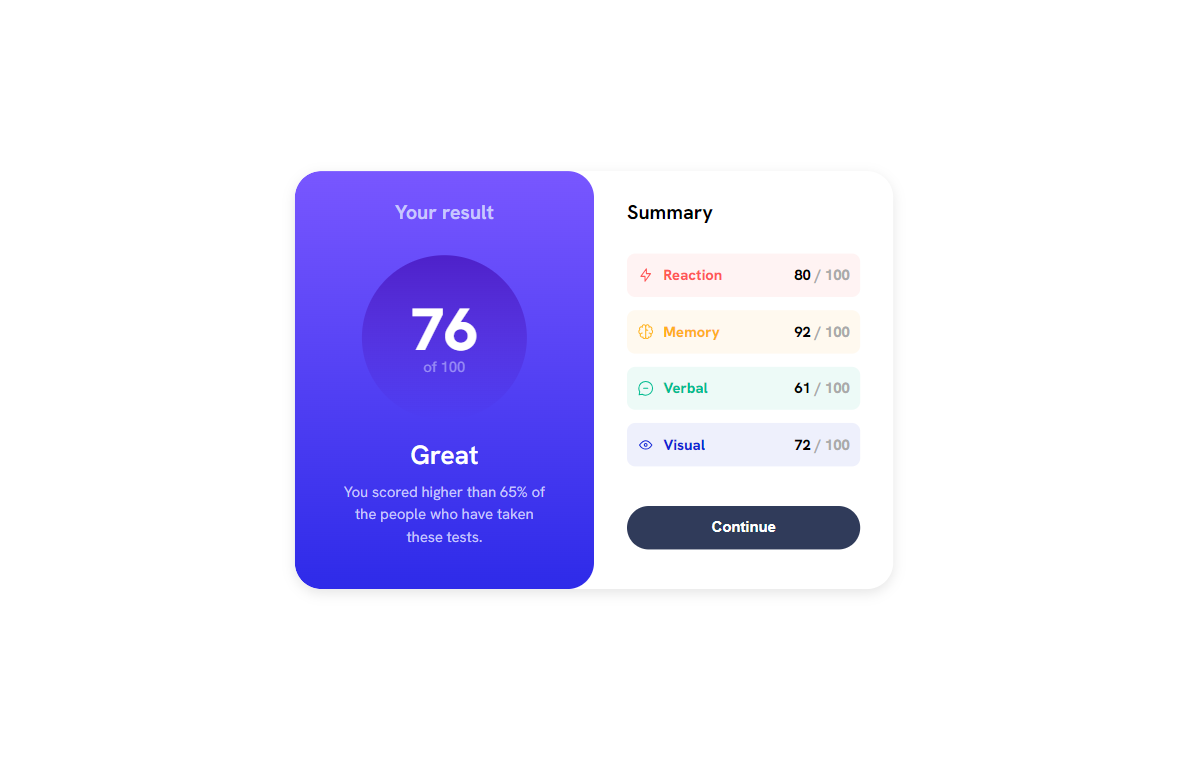 Your result
76
of 100
Great
You scored higher than 65% of
the people who have taken
these tests.
Summary
Reaction 80 / 100
Memory 92 / 100
Verbal 61 / 100
Visual 72 / 100
Continue